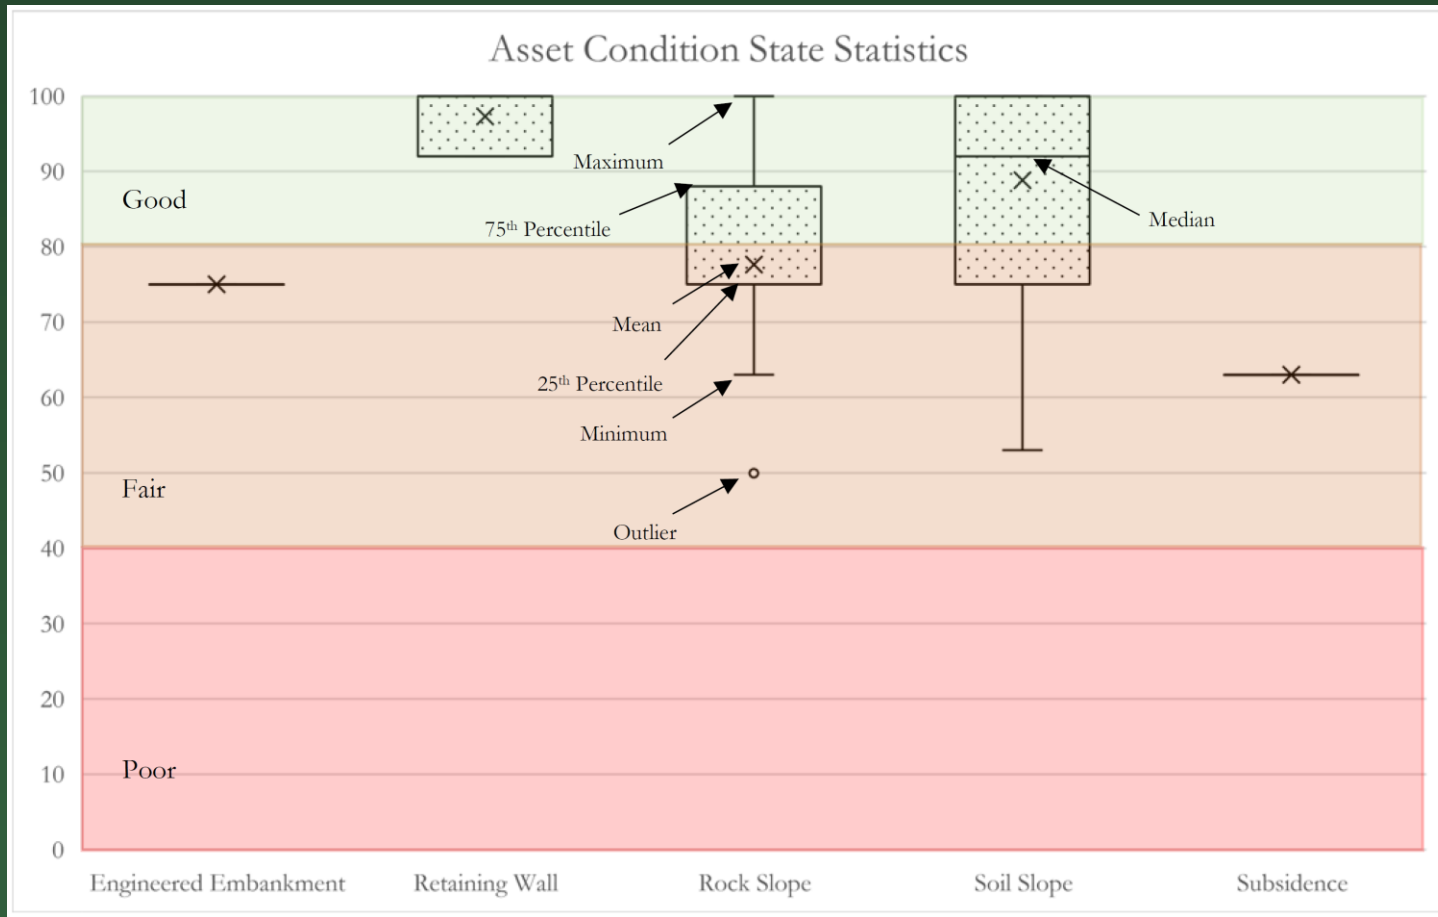 Asset Condition State Statistics
100
90
80
70
60
50
40
30
20
10
0
Good
Fair
Poor
Maximum
75th Percentile
Mean
25th Percentile
Minimum
Outlier
Median
Engineered Embankment
Retaining Wall
Rock Slope
Soil Slope
Subsidence